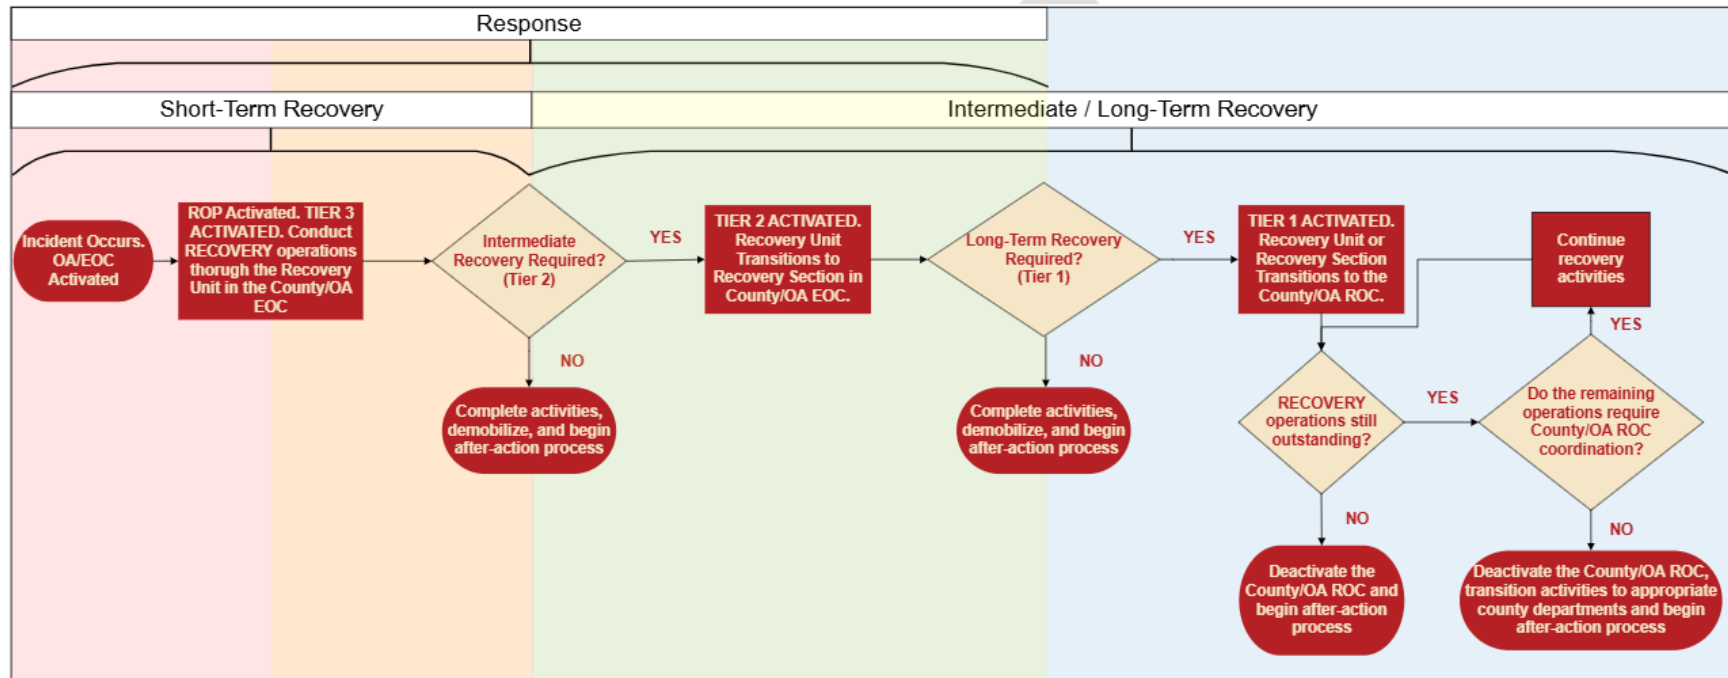 Response
Short-Term Recovery
Intermediate / Long-Term Recovery
Incident Occurs.
OA/EOC
Activated
ROP Activated. TIER 3
ACTIVATED. Conduct
RECOVERY operations
thorugh the Recovery
Unit in the County/OA
EOC
Intermediate
Recovery Required?
(Tier 2)
YES
NO
Complete activities,
demobilize, and begin
after-action process
TIER 2 ACTIVATED.
Recovery Unit
Transitions to
Recovery Section in
County/OA EOC.
Long-Term Recovery
Required?
(Tier 1)
YES
NO
Complete activities,
demobilize, and begin
after-action process
TIER 1 ACTIVATED.
Recovery Unit or
Recovery Section
Transitions to the
County/OA ROC.
RECOVERY
operations still
outstanding?
YES
NO
Deactivate the
County/OA ROC and
begin after-action
process
Continue
recovery
activities
YES
Do the remaining
operations require
County/OA ROC
coordination?
NO
Deactivate the County/OA ROC,
transition activities to appropriate
county departments and begin
after-action process